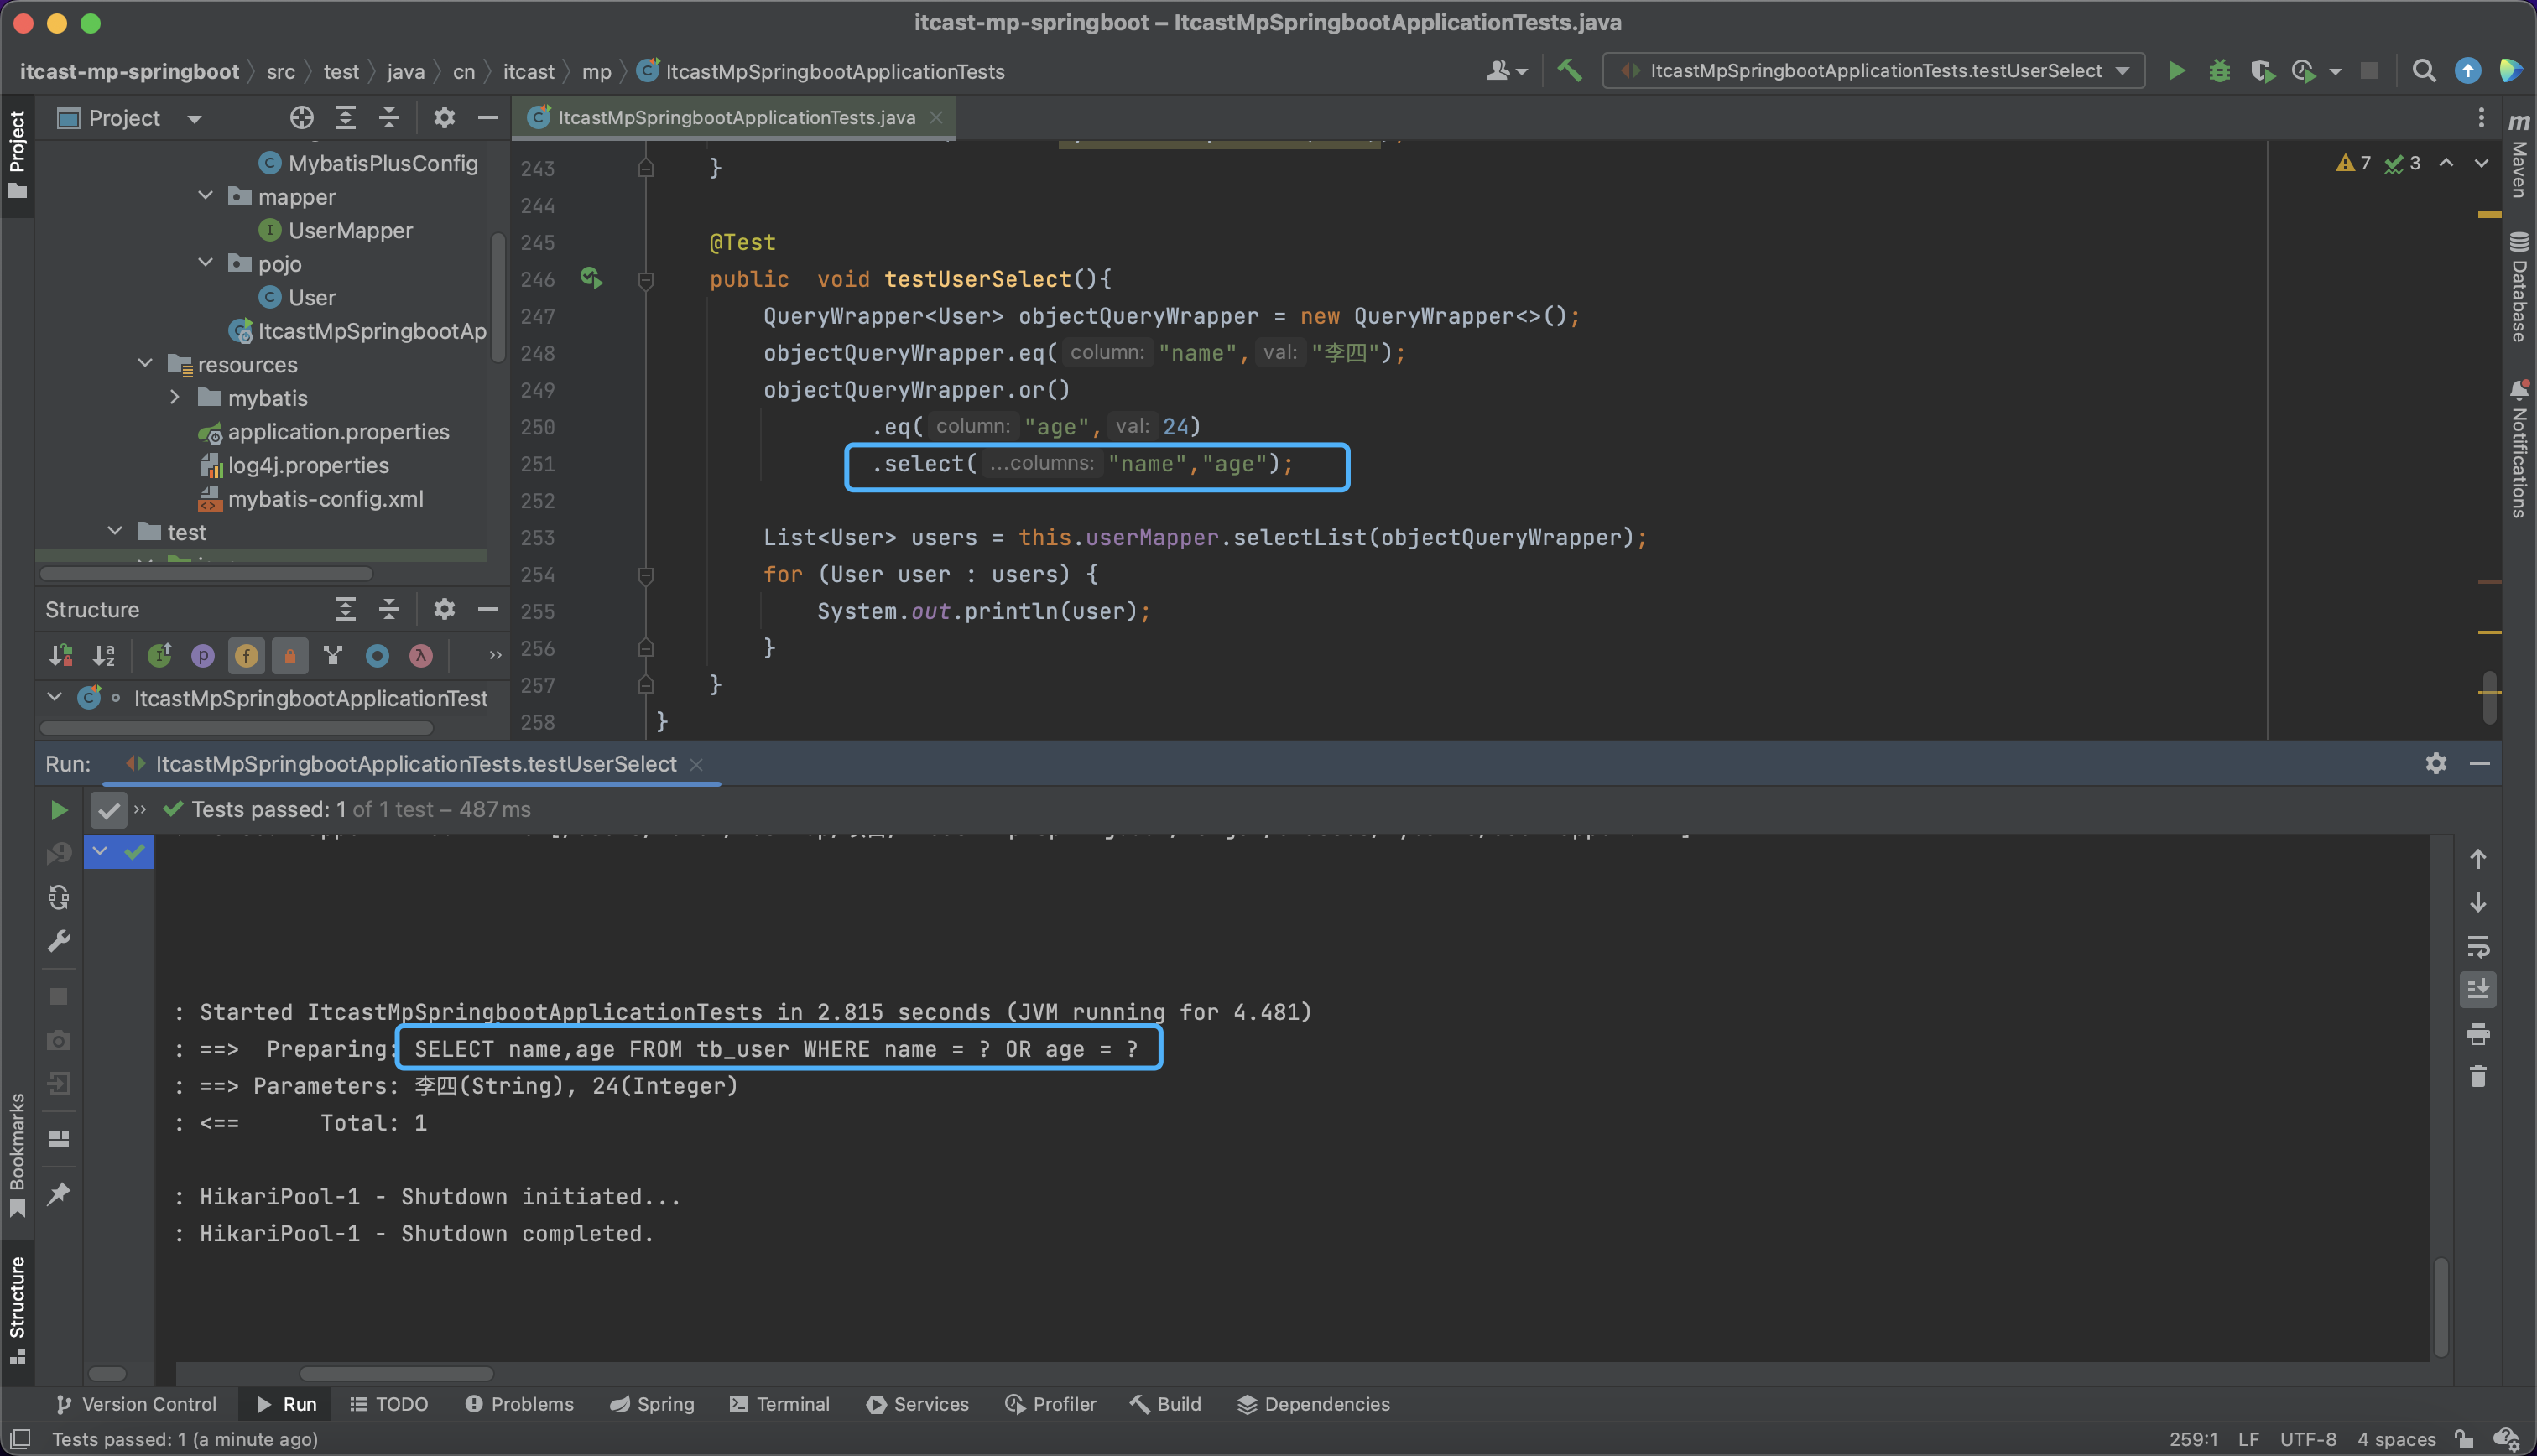 itcast-mp-springboot – ItcastMpSpringbootApplicationTests.java
itcast-mp-springboot src test java cn itcast mp ItcastMpSpringbootApplicationTests
ItcastMpSpringbootApplicationTests.testUserSelect
Project
Project
ItcastMpSpringbootApplicationTests.java
MybatisPlusConfig
mapper
UserMapper
pojo
User
ItcastMpSpringbootAp
resources
mybatis
application.properties
log4j.properties
mybatis-config.xml
test
Structure
ItcastMpSpringbootApplicationTest
7 3
243 }
244
245 @Test
246 public void testUserSelect(){
247 QueryWrapper<User> objectQueryWrapper = new QueryWrapper<>();
248 objectQueryWrapper.eq( column: "name", val: "李四");
249 objectQueryWrapper.or()
250 .eq( column: "age", val: 24)
251 .select( ...columns: "name","age");
252
253 List<User> users = this.userMapper.selectList(objectQueryWrapper);
254 for (User user : users) {
255 System.out.println(user);
256 }
257 }
258 }
Maven
Database
Notifications
Run: ItcastMpSpringbootApplicationTests.testUserSelect
Tests passed: 1 of 1 test – 487 ms
: Started ItcastMpSpringbootApplicationTests in 2.815 seconds (JVM running for 4.481)
: ==>  Preparing: SELECT name,age FROM tb_user WHERE name = ? OR age = ?
: ==> Parameters: 李四(String), 24(Integer)
: <==      Total: 1
: HikariPool-1 - Shutdown initiated...
: HikariPool-1 - Shutdown completed.
Bookmarks
Structure
Version Control Run TODO Problems Spring Terminal Services Profiler Build Dependencies
Tests passed: 1 (a minute ago)
259:1 LF UTF-8 4 spaces